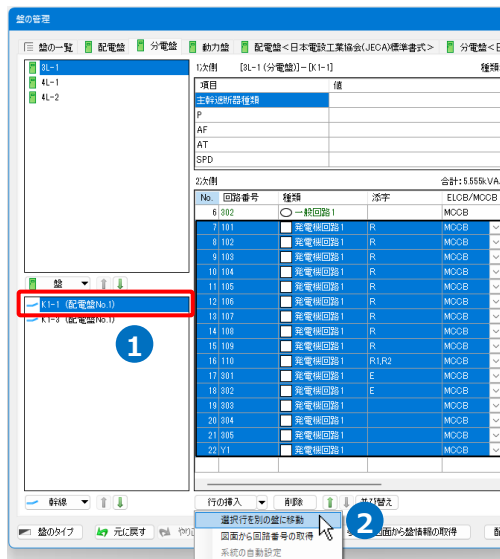 盤の管理
盤の一覧 配電盤 分電盤 動力盤 配電盤<日本電設工業協会(JECA)標準書式> 分電盤<E
3L-1
4L-1
4L-2
盤
K1-1 (配電盤No.1)
K1-3 (配電盤No.1)
1
幹線
1次側 [3L-1(分電盤)]-[K1-1] 種類:
項目 値
主幹遮断器種類
P
AF
AT
SPD
2次側 合計:5.555kVA
No. 回路番号 種類 添字 ELCB/MCCB
6 302 一般回路1 MCCB
7 101 発電機回路1 R MCCB
8 102 発電機回路1 R MCCB
9 103 発電機回路1 R MCCB
10 104 発電機回路1 R MCCB
11 105 発電機回路1 R MCCB
12 106 発電機回路1 R MCCB
13 107 発電機回路1 R MCCB
14 108 発電機回路1 R MCCB
15 109 発電機回路1 R MCCB
16 110 発電機回路1 R1,R2 MCCB
17 301 発電機回路1 E MCCB
18 302 発電機回路1 E MCCB
19 303 発電機回路1 MCCB
20 304 発電機回路1 MCCB
21 305 発電機回路1 MCCB
22 Y1 発電機回路1 MCCB
行の挿入 削除 並び替え
選択行を別の盤に移動
図面から回路番号の取得
系統の自動設定
2
盤のタイプ 元に戻す やり 図面から盤情報の取得 配